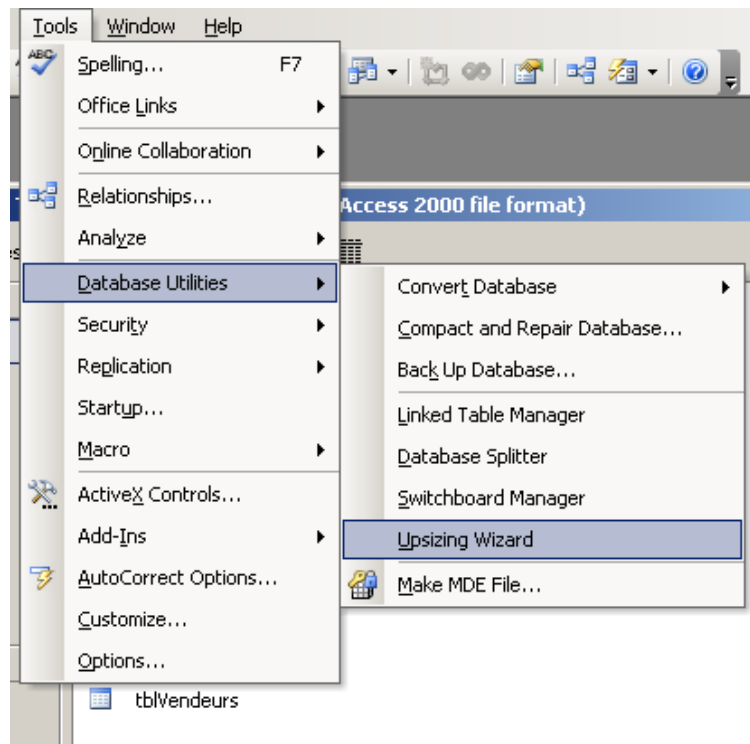 Tools Window Help
ABC
Spelling... F7
Office Links
Online Collaboration
Relationships...
Access 2000 file format)
Analyze
Database Utilities
Convert Database
Security
Compact and Repair Database...
Replication
Back Up Database...
Startup...
Linked Table Manager
Macro
Database Splitter
ActiveX Controls...
Switchboard Manager
Add-Ins
Upsizing Wizard
AutoCorrect Options...
Make MDE File...
Customize...
Options...
tblVendeurs